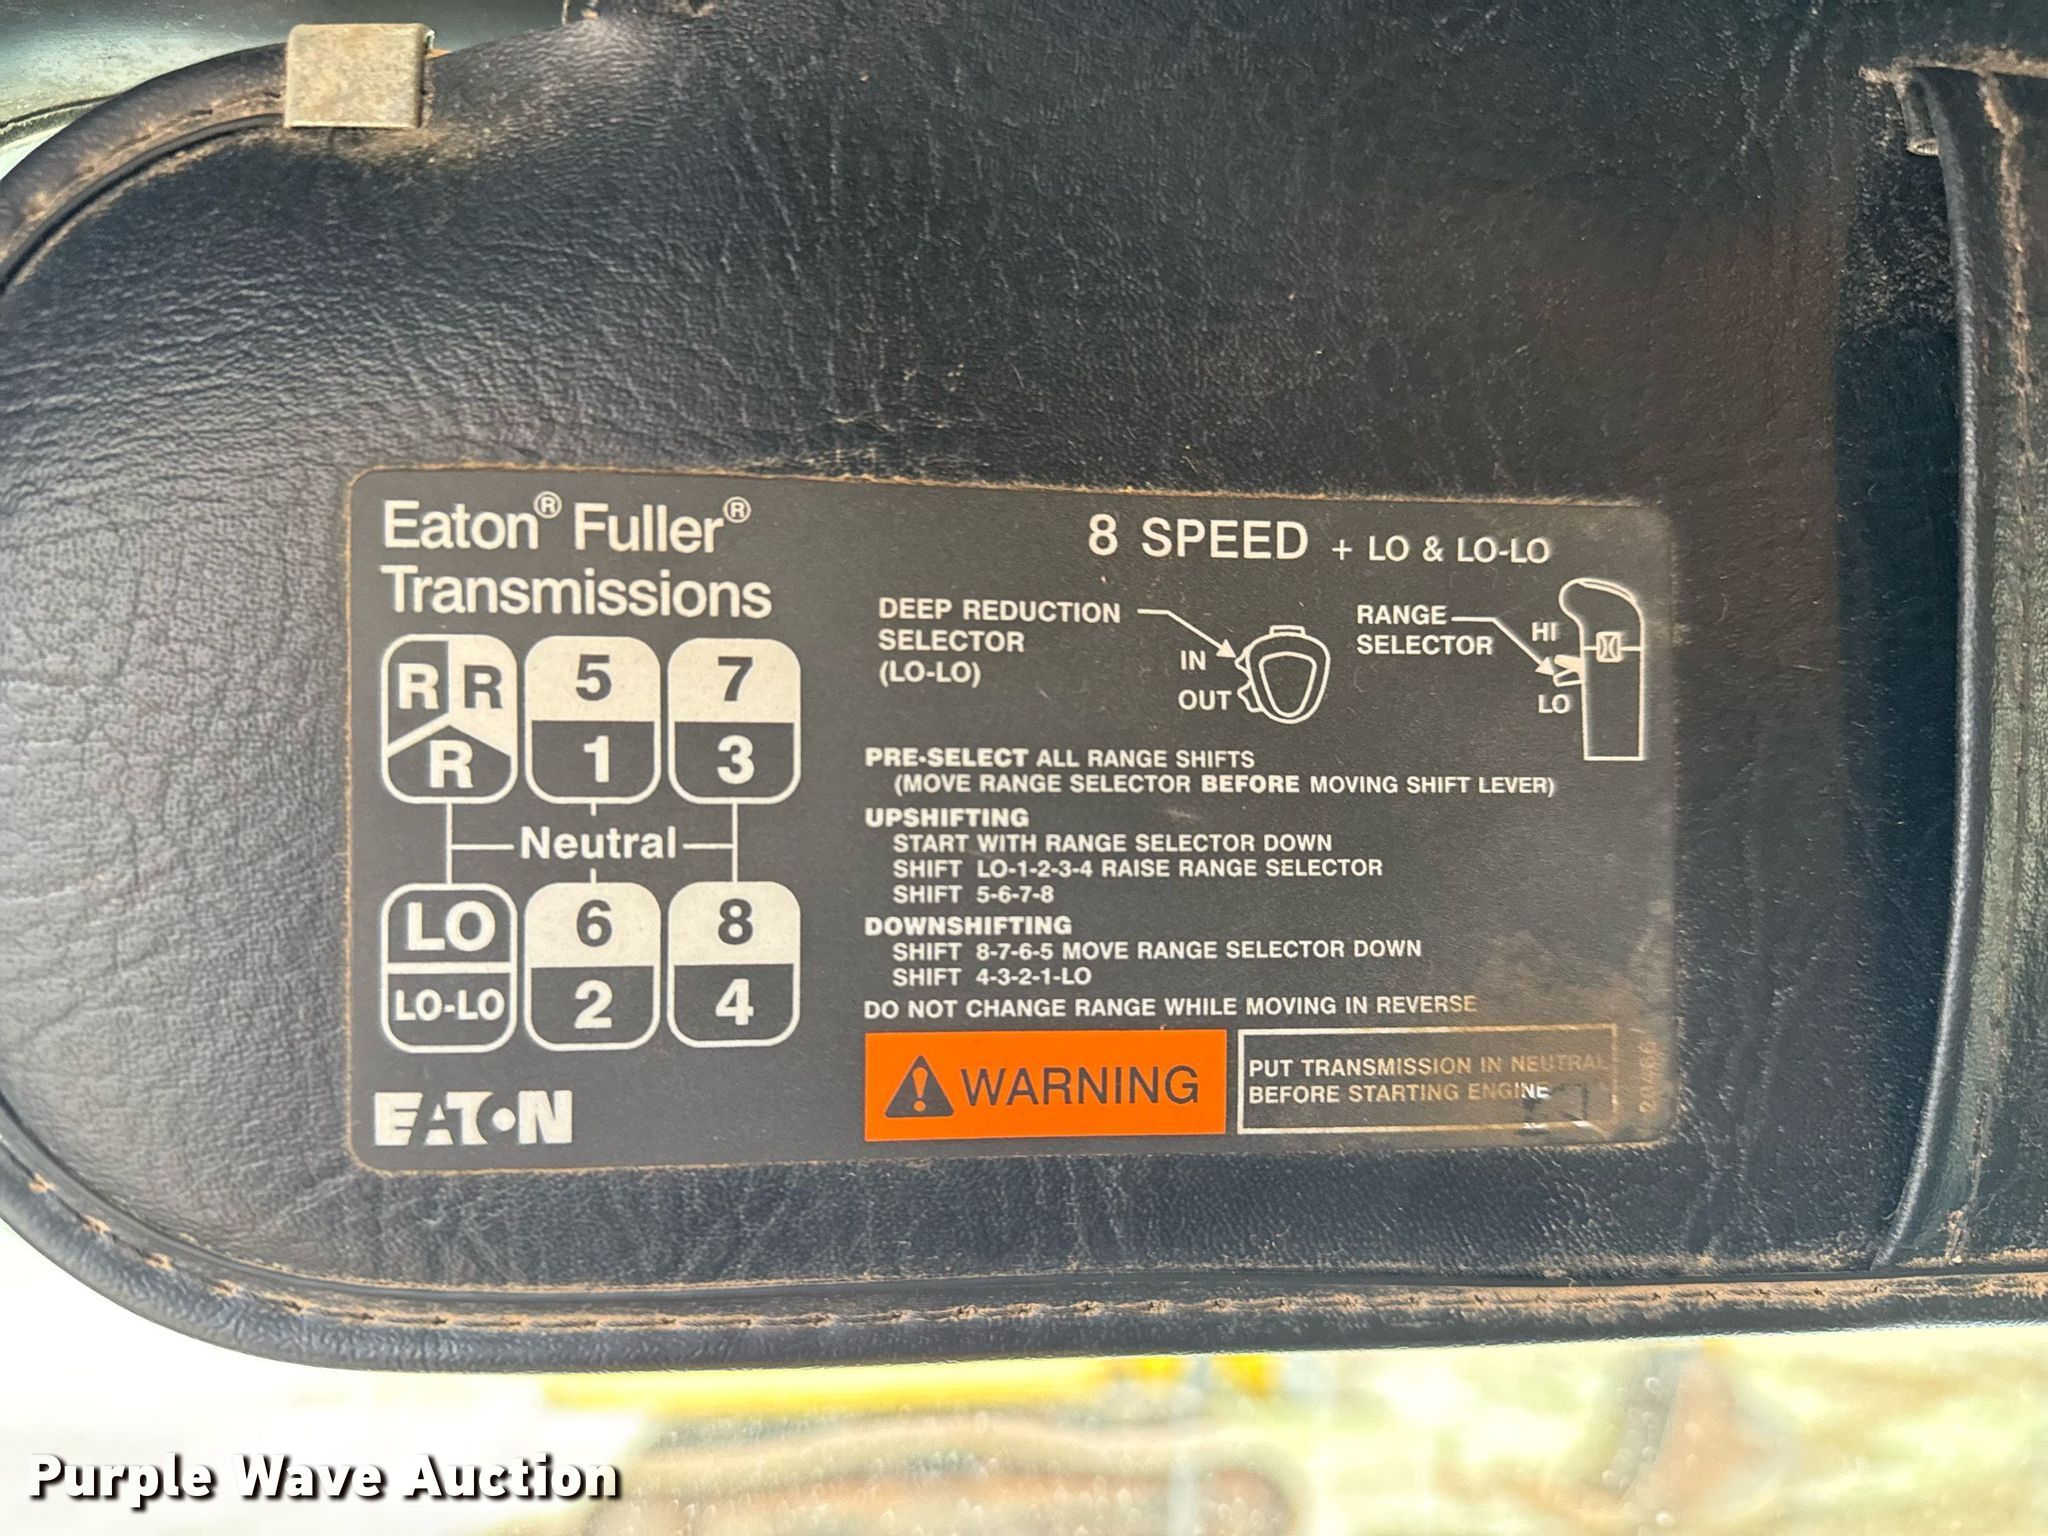 Eaton® Fuller®
Transmissions
8 SPEED + LO & LO-LO
R R 5 7
R 1 3
Neutral
LO 6 8
LO-LO 2 4
EATON
DEEP REDUCTION
SELECTOR
(LO-LO)
IN
OUT
RANGE
SELECTOR
HI
LO
PRE-SELECT ALL RANGE SHIFTS
(MOVE RANGE SELECTOR BEFORE MOVING SHIFT LEVER)
UPSHIFTING
START WITH RANGE SELECTOR DOWN
SHIFT LO-1-2-3-4 RAISE RANGE SELECTOR
SHIFT 5-6-7-8
DOWNSHIFTING
SHIFT 8-7-6-5 MOVE RANGE SELECTOR DOWN
SHIFT 4-3-2-1-LO
DO NOT CHANGE RANGE WHILE MOVING IN REVERSE
WARNING
PUT TRANSMISSION IN NEUTRAL
BEFORE STARTING ENGINE
Purple Wave Auction